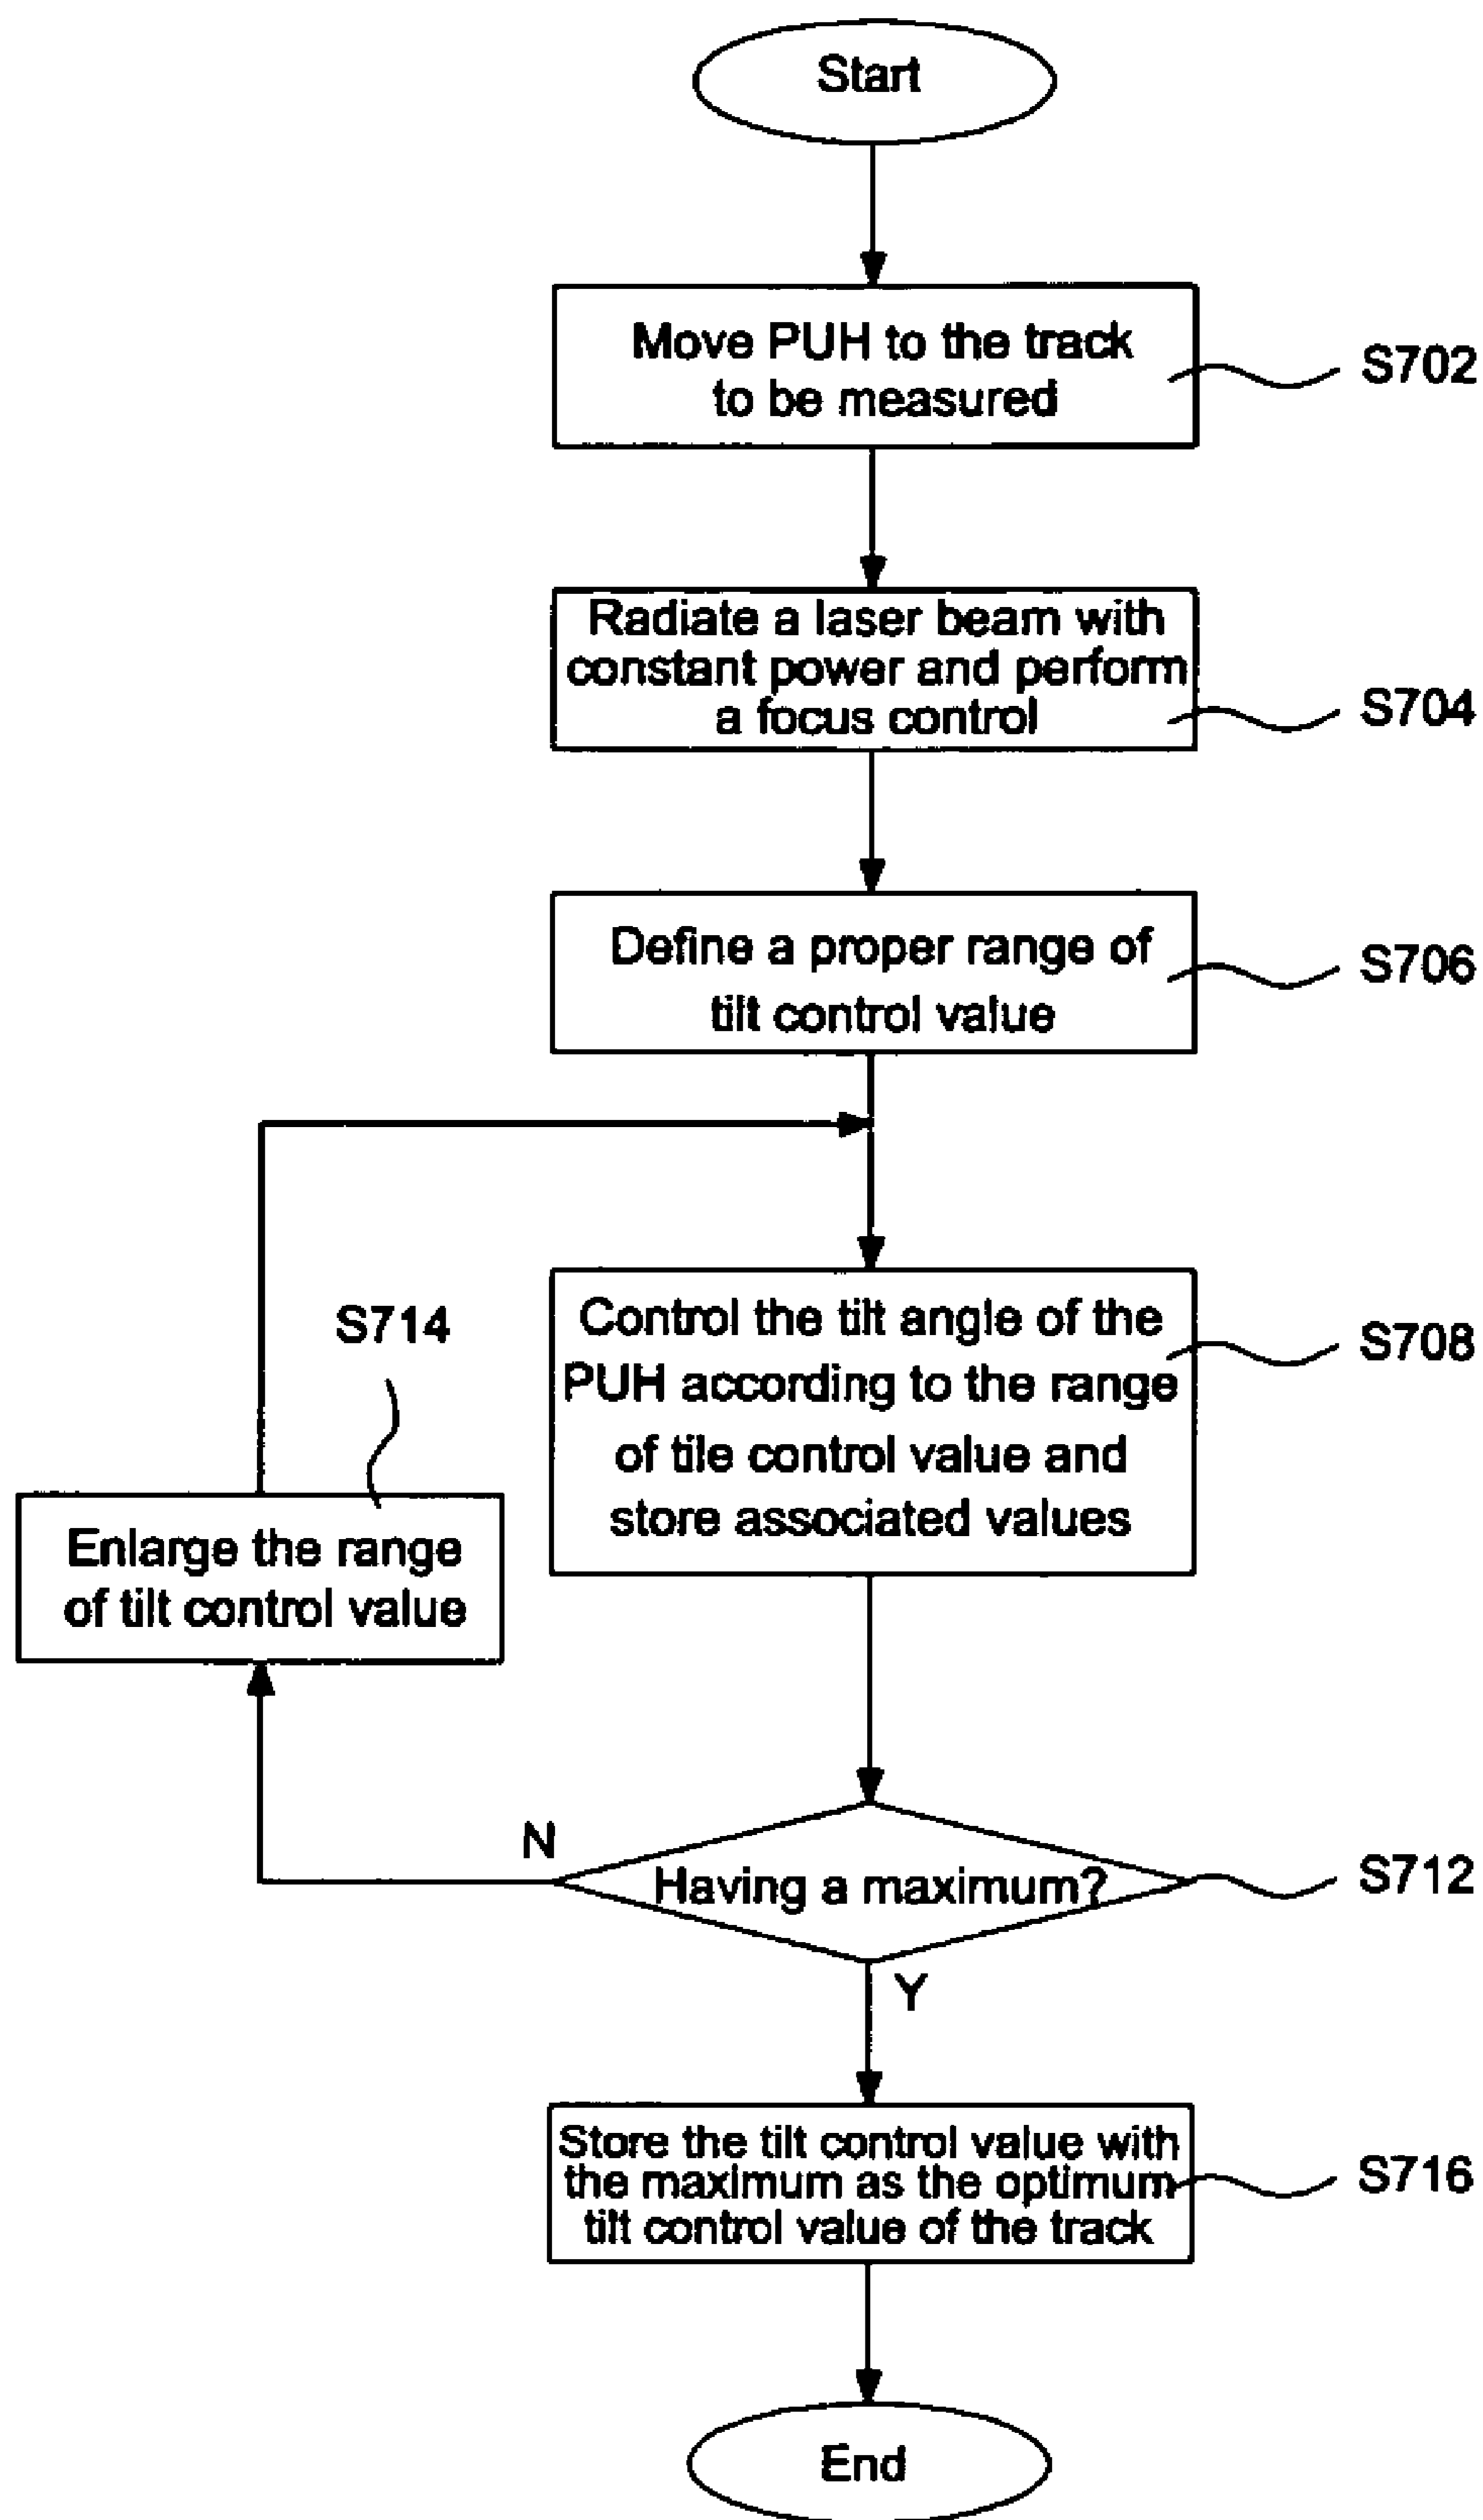 Start
Move PUH to the track
to be measured
S702
Radiate a laser beam with
constant power and perform
a focus control
S704
Define a proper range of
tilt control value
S706
Control the tilt angle of the
PUH according to the range
of tile control value and
store associated values
S708
S714
Enlarge the range
of tilt control value
N
Having a maximum?
S712
Y
Store the tilt control value with
the maximum as the optimum
tilt control value of the track
S716
End